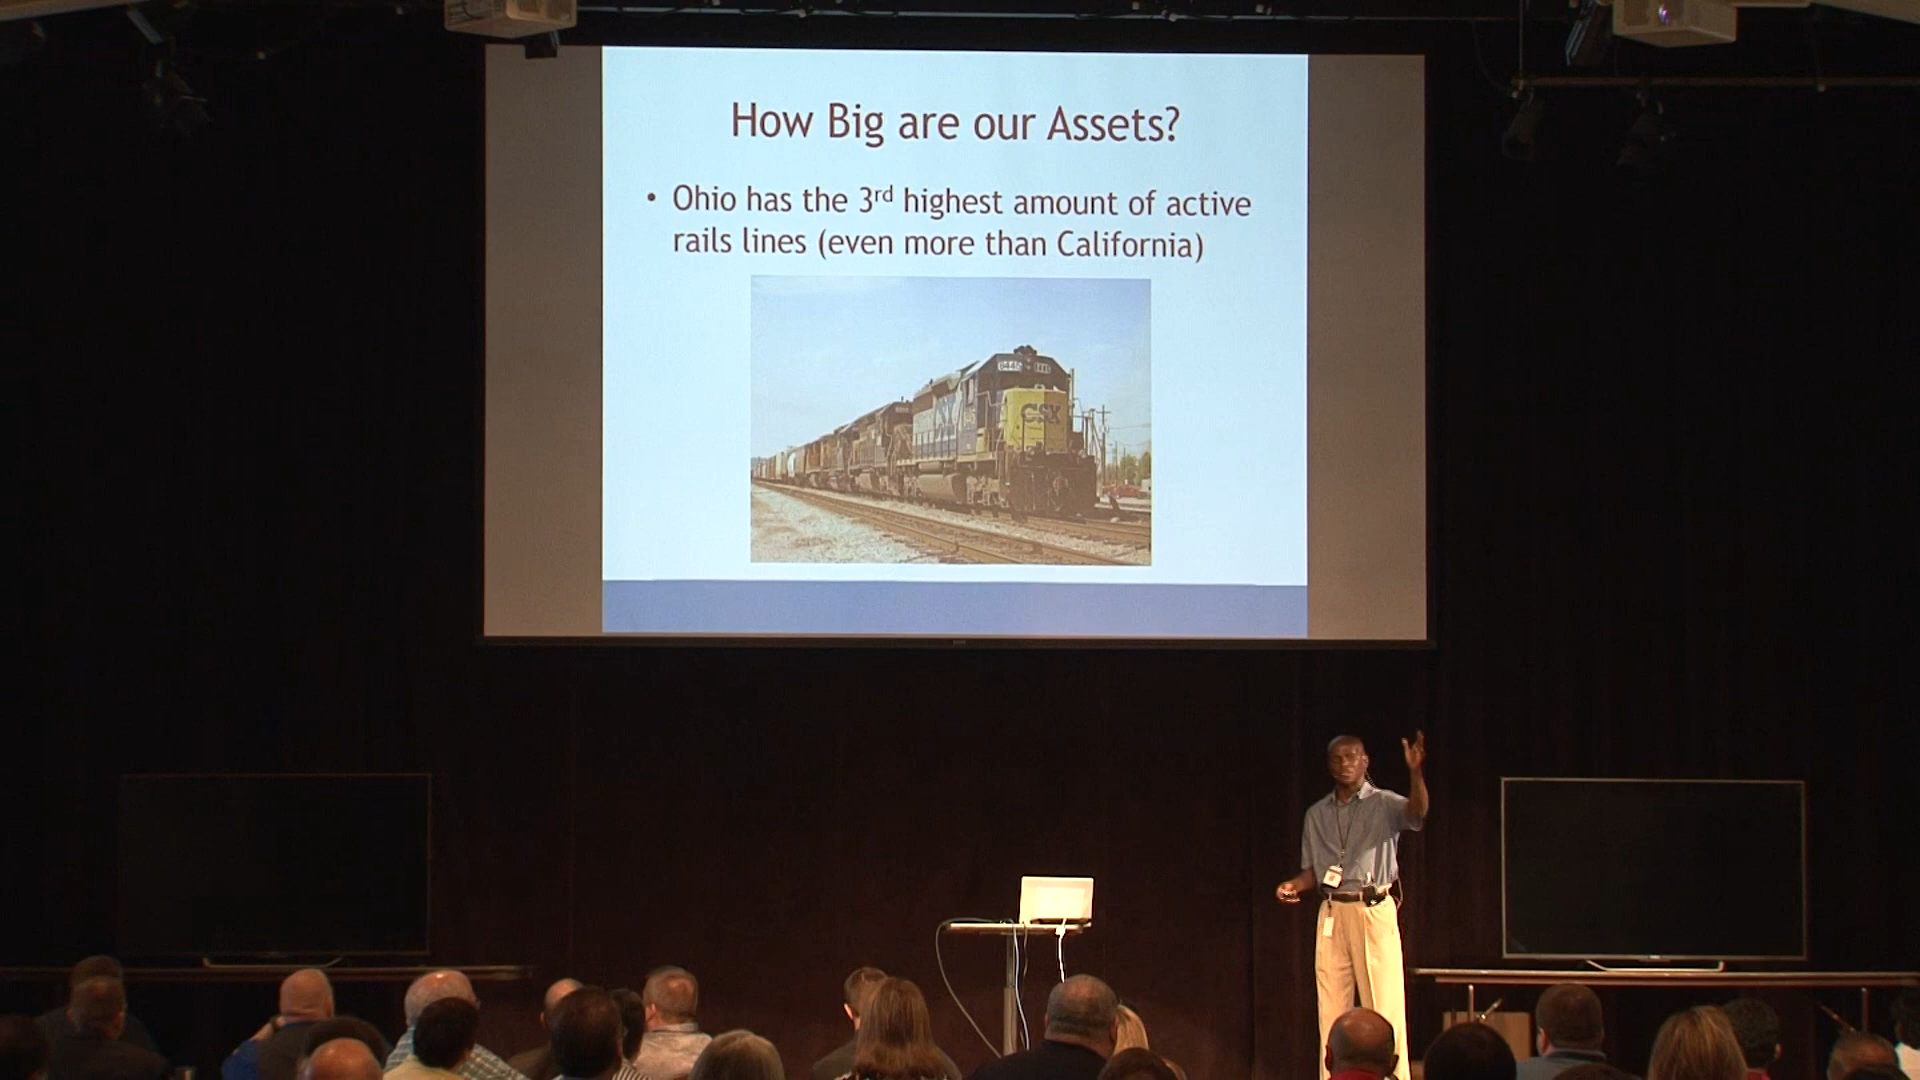 How Big are our Assets?
• Ohio has the 3rd highest amount of active
rails lines (even more than California)
CSX